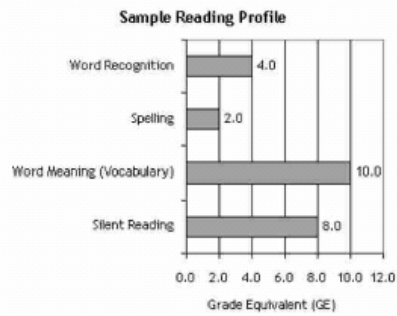 Sample Reading Profile
Word Recognition 4.0
Spelling 2.0
Word Meaning (Vocabulary) 10.0
Silent Reading 8.0
0.0 2.0 4.0 6.0 8.0 10.0 12.0
Grade Equivalent (GE)